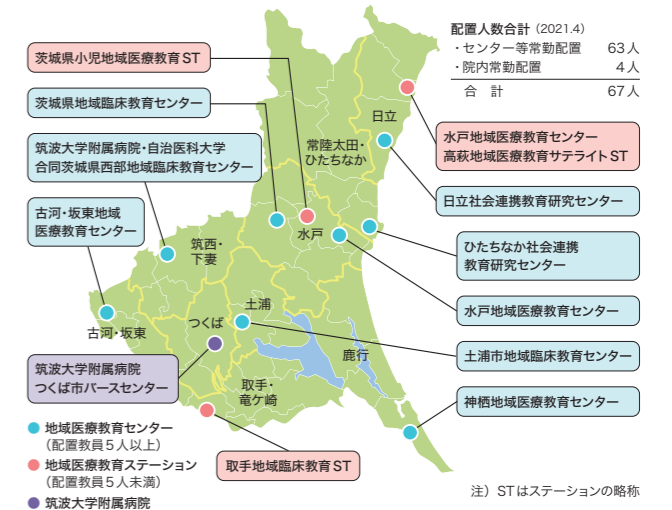 配置人数合計（2021.4）
・センター等常勤配置　63人
・院内常勤配置　4人
合　計　67人
茨城県小児地域医療教育ST
茨城県地域臨床教育センター
筑波大学附属病院・自治医科大学
合同茨城県西部地域臨床教育センター
古河・坂東地域
医療教育センター
筑波大学附属病院
つくば市バースセンター
日立
常陸太田・
ひたちなか
水戸
筑西・
下妻
土浦
つくば
古河・坂東
鹿行
取手・
竜ケ崎
水戸地域医療教育センター
高萩地域医療教育サテライトST
日立社会連携教育研究センター
ひたちなか社会連携
教育研究センター
水戸地域医療教育センター
土浦市地域臨床教育センター
神栖地域医療教育センター
取手地域臨床教育ST
地域医療教育センター
（配置教員5人以上）
地域医療教育ステーション
（配置教員5人未満）
筑波大学附属病院
注）STはステーションの略称